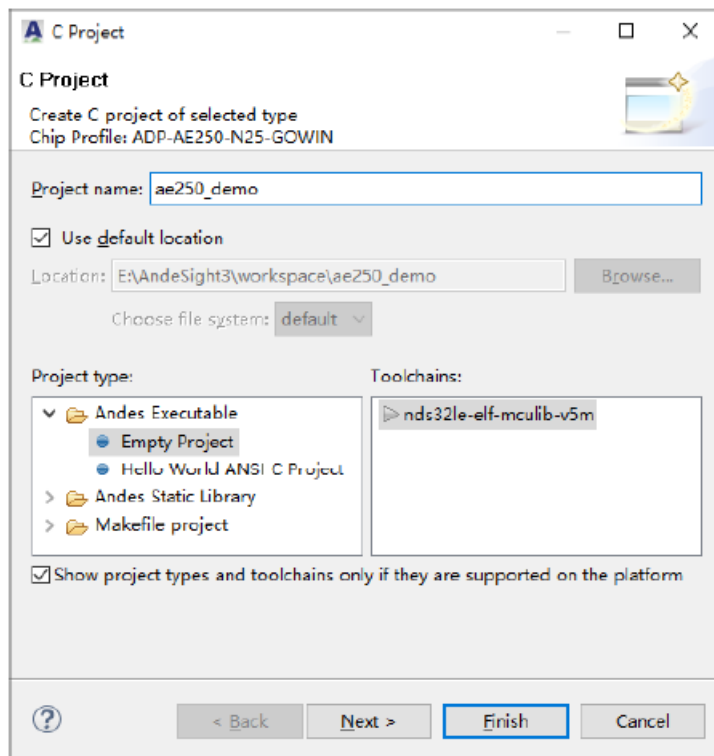 C Project
C Project
Create C project of selected type
Chip Profile: ADP-AE250-N25-GOWIN
Project name: ae250_demo
Use default location
Location: E:\AndeSight3\workspace\ae250_demo Browse...
Choose file system: default
Project type: Toolchains:
Andes Executable nds32le-elf-mculib-v5m
Empty Project
Hello World ANSI C Project
Andes Static Library
Makefile project
Show project types and toolchains only if they are supported on the platform
< Back Next > Finish Cancel